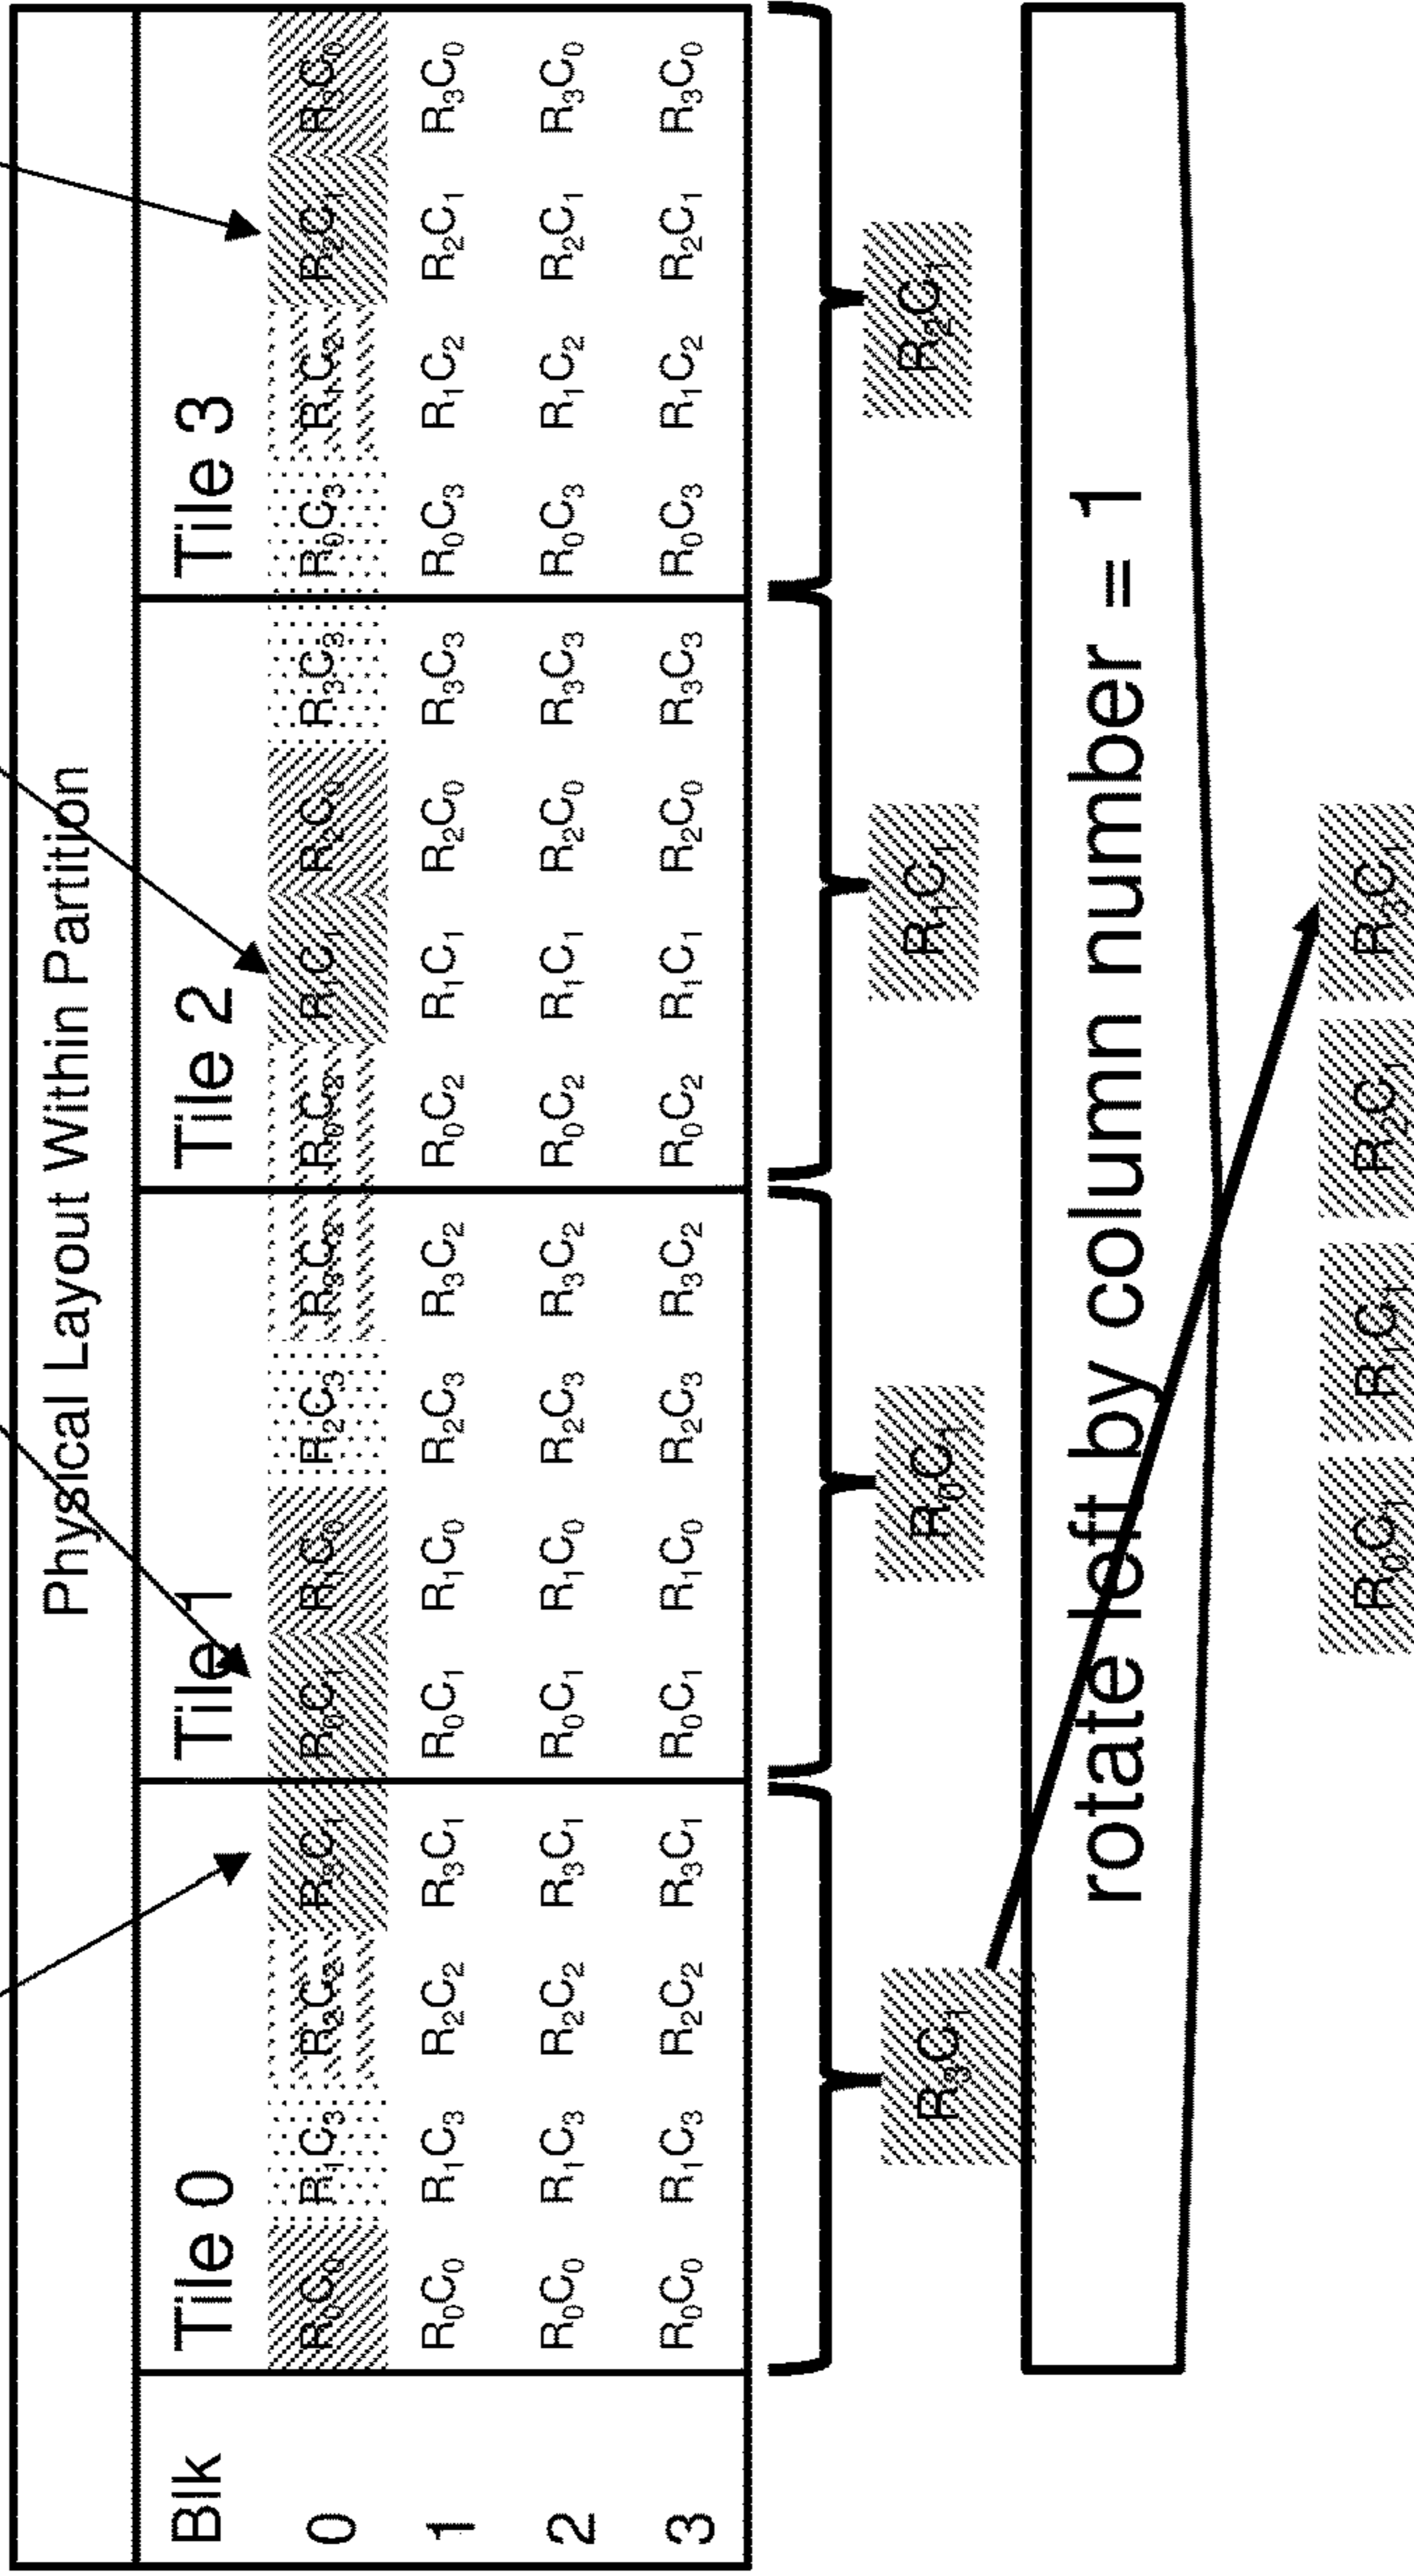 Physical Layout Within Partition
Blk Tile 0 Tile 1 Tile 2 Tile 3
0 R₀C₀ R₁C₃ R₂C₂ R₃C₁ R₀C₁ R₁C₀ R₂C₃ R₃C₂ R₀C₂ R₁C₁ R₂C₀ R₃C₃ R₀C₃ R₁C₂ R₂C₁ R₃C₀
1 R₀C₀ R₁C₃ R₂C₂ R₃C₁ R₀C₁ R₁C₀ R₂C₃ R₃C₂ R₀C₂ R₁C₁ R₂C₀ R₃C₃ R₀C₃ R₁C₂ R₂C₁ R₃C₀
2 R₀C₀ R₁C₃ R₂C₂ R₃C₁ R₀C₁ R₁C₀ R₂C₃ R₃C₂ R₀C₂ R₁C₁ R₂C₀ R₃C₃ R₀C₃ R₁C₂ R₂C₁ R₃C₀
3 R₀C₀ R₁C₃ R₂C₂ R₃C₁ R₀C₁ R₁C₀ R₂C₃ R₃C₂ R₀C₂ R₁C₁ R₂C₀ R₃C₃ R₀C₃ R₁C₂ R₂C₁ R₃C₀
R₃C₁ R₀C₁ R₁C₁ R₂C₁
rotate left by column number = 1
R₀C₁ R₁C₁ R₂C₁ R₃C₁